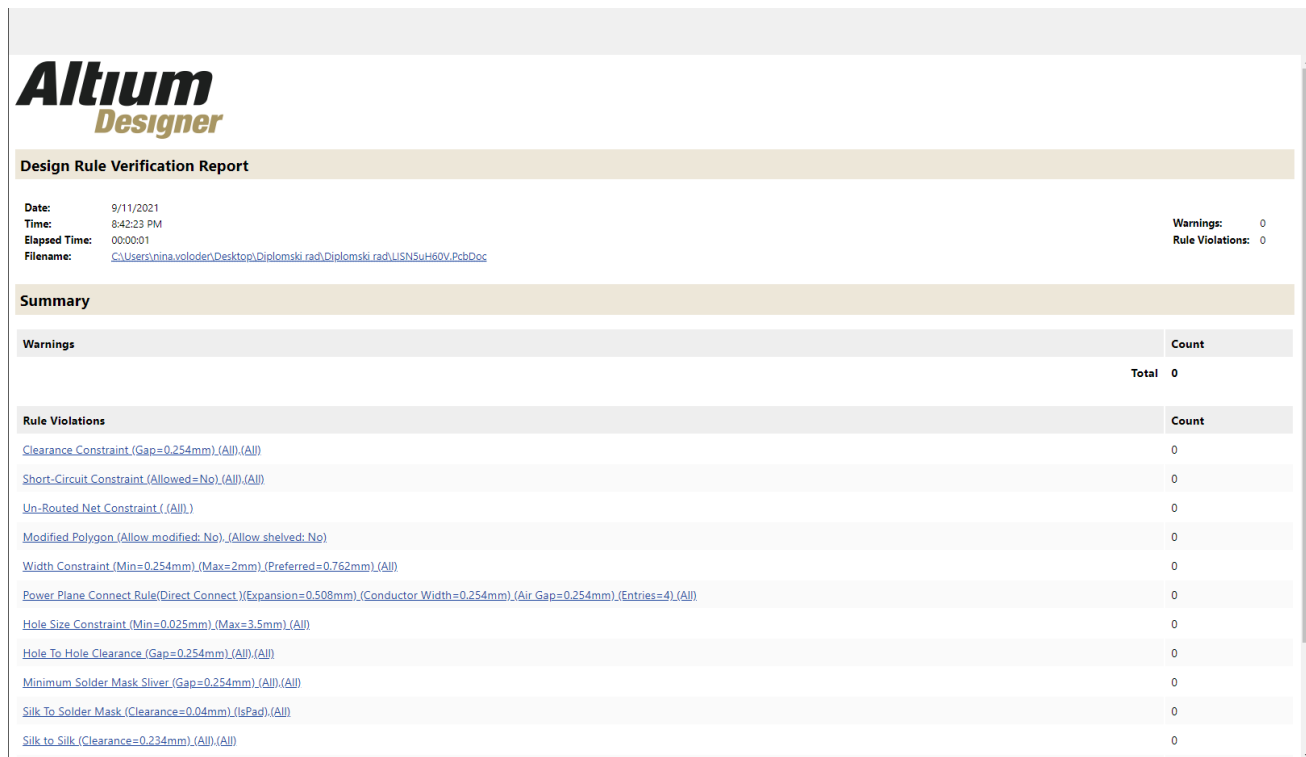 Altium
Designer
Design Rule Verification Report
Date: 9/11/2021
Time: 8:42:23 PM
Elapsed Time: 00:00:01
Filename: C:\Users\nina.voloder\Desktop\Diplomski rad\Diplomski rad\LISN5uH60V.PcbDoc
Warnings: 0
Rule Violations: 0
Summary
Warnings Count
Total 0
Rule Violations Count
Clearance Constraint (Gap=0.254mm) (All),(All) 0
Short-Circuit Constraint (Allowed=No) (All),(All) 0
Un-Routed Net Constraint ( (All) ) 0
Modified Polygon (Allow modified: No), (Allow shelved: No) 0
Width Constraint (Min=0.254mm) (Max=2mm) (Preferred=0.762mm) (All) 0
Power Plane Connect Rule(Direct Connect )(Expansion=0.508mm) (Conductor Width=0.254mm) (Air Gap=0.254mm) (Entries=4) (All) 0
Hole Size Constraint (Min=0.025mm) (Max=3.5mm) (All) 0
Hole To Hole Clearance (Gap=0.254mm) (All),(All) 0
Minimum Solder Mask Sliver (Gap=0.254mm) (All),(All) 0
Silk To Solder Mask (Clearance=0.04mm) (IsPad),(All) 0
Silk to Silk (Clearance=0.234mm) (All),(All) 0